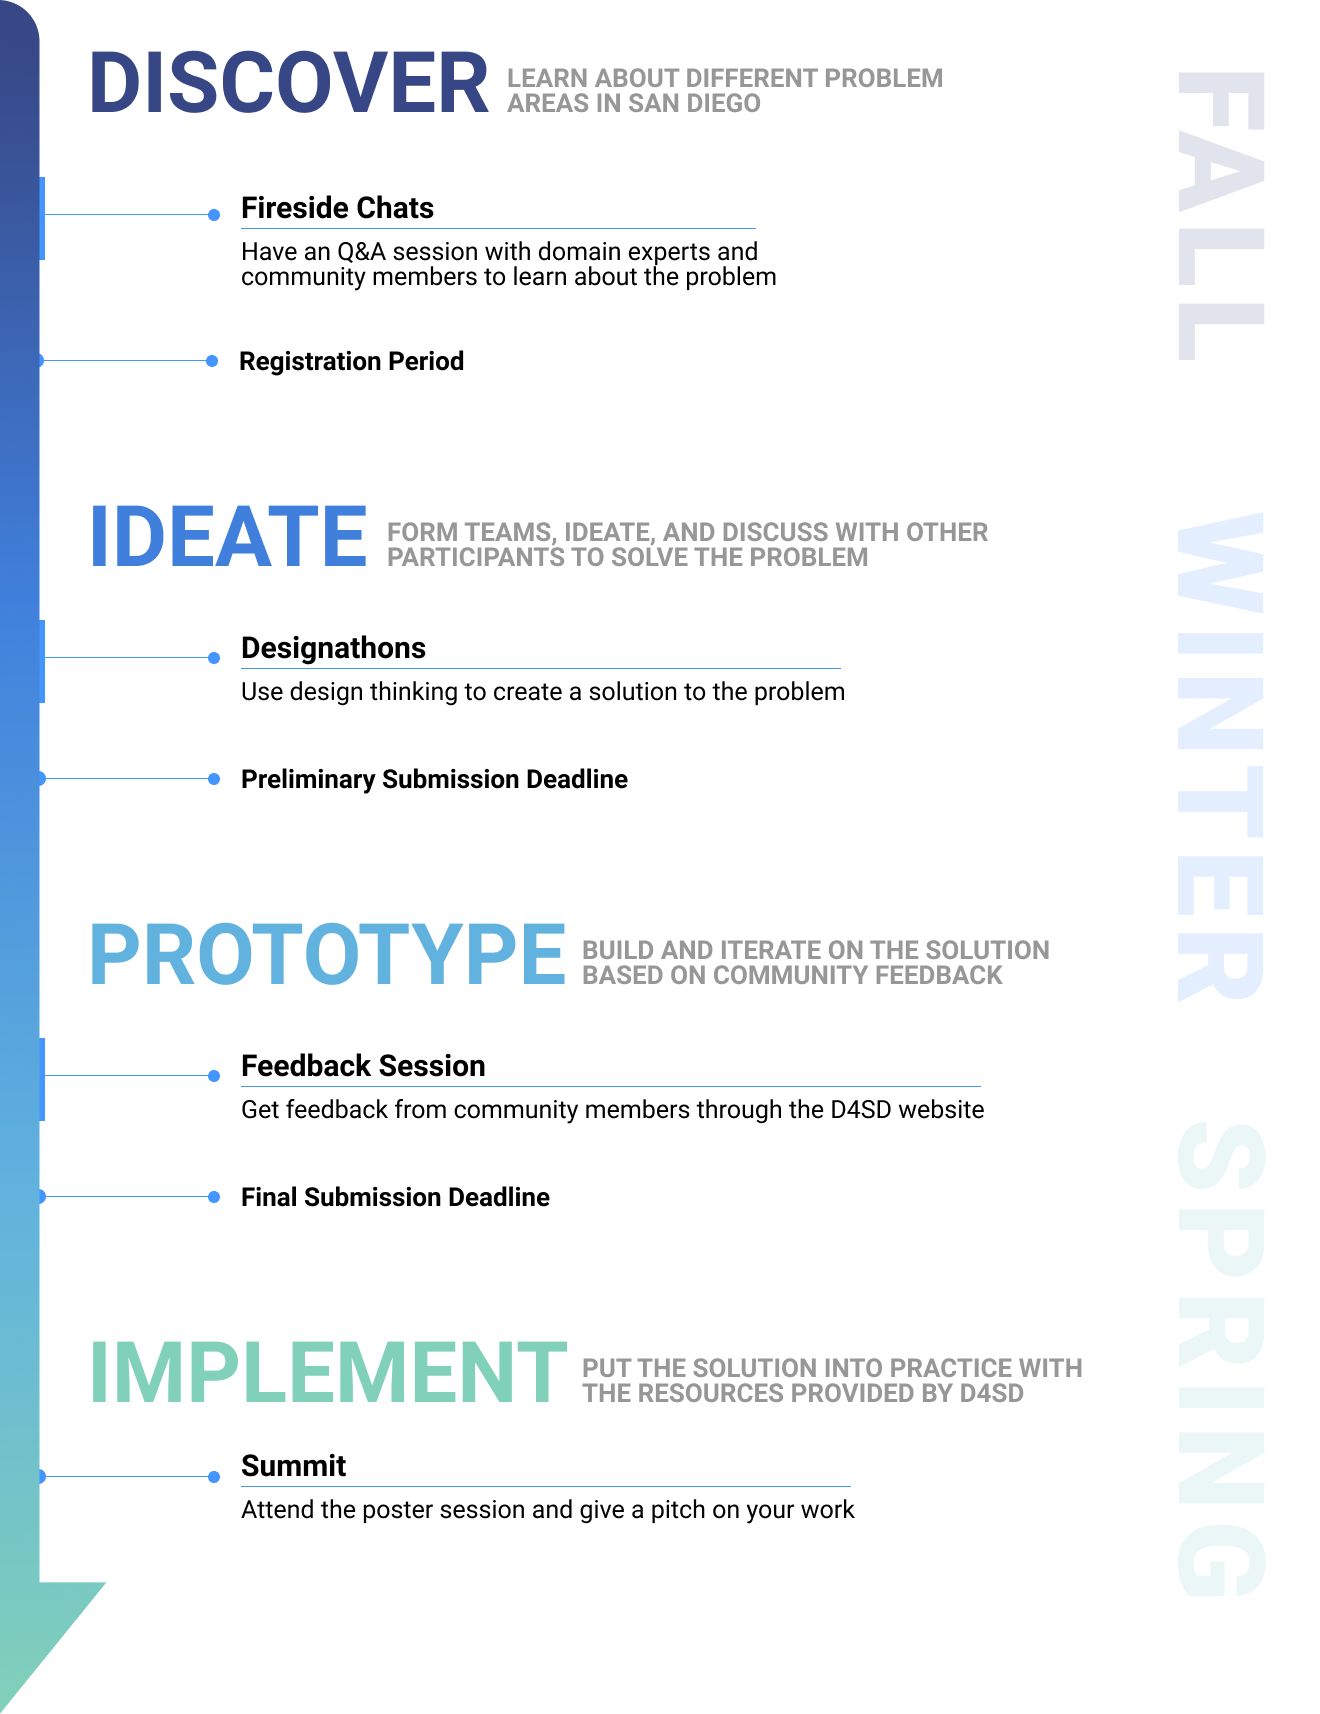 DISCOVER
LEARN ABOUT DIFFERENT PROBLEM
AREAS IN SAN DIEGO
FALL
Fireside Chats
Have an Q&A session with domain experts and
community members to learn about the problem
Registration Period
IDEATE
FORM TEAMS, IDEATE, AND DISCUSS WITH OTHER
PARTICIPANTS TO SOLVE THE PROBLEM
WINTER
Designathons
Use design thinking to create a solution to the problem
Preliminary Submission Deadline
PROTOTYPE
BUILD AND ITERATE ON THE SOLUTION
BASED ON COMMUNITY FEEDBACK
Feedback Session
Get feedback from community members through the D4SD website
SPRING
Final Submission Deadline
IMPLEMENT
PUT THE SOLUTION INTO PRACTICE WITH
THE RESOURCES PROVIDED BY D4SD
Summit
Attend the poster session and give a pitch on your work